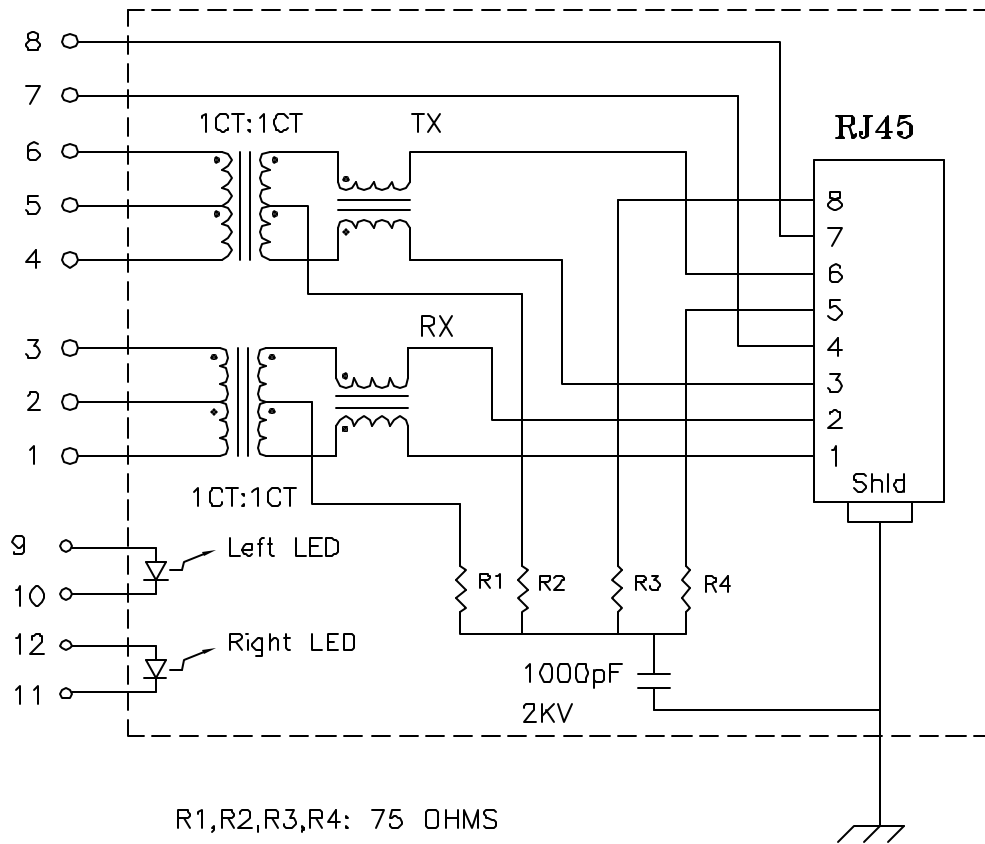 8
7
1CT:1CT
TX
RJ45
6
5
4
8
7
6
5
4
3
2
1
Shld
RX
3
2
1
1CT:1CT
9
Left LED
10
12
Right LED
11
R1
R2
R3
R4
1000pF
2KV
R1,R2,R3,R4: 75 OHMS